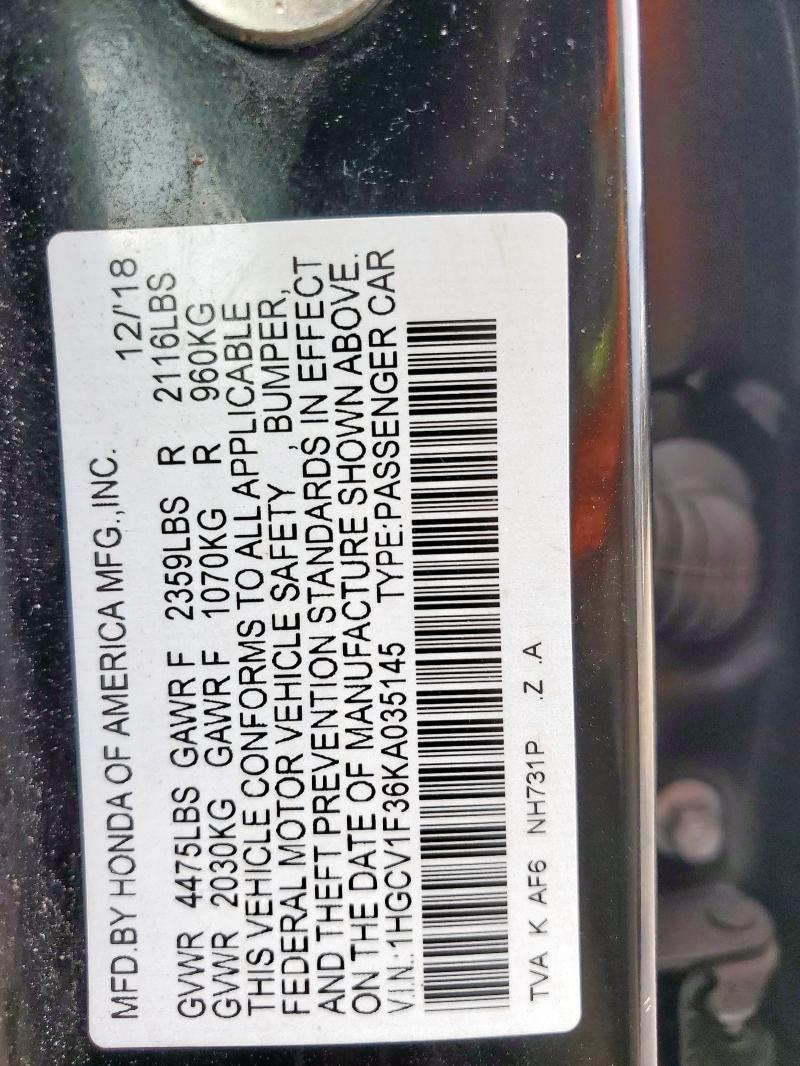 MFD.BY HONDA OF AMERICA MFG.,INC. 12/'18
GVWR 4475LBS GAWR F 2359LBS R 2116LBS
GVWR 2030KG GAWR F 1070KG R 960KG
THIS VEHICLE CONFORMS TO ALL APPLICABLE
FEDERAL MOTOR VEHICLE SAFETY , BUMPER,
AND THEFT PREVENTION STANDARDS IN EFFECT
ON THE DATE OF MANUFACTURE SHOWN ABOVE.
V.I.N.:1HGCV1F36KA035145 TYPE:PASSENGER CAR
TVA K AF6 NH731P .Z .A